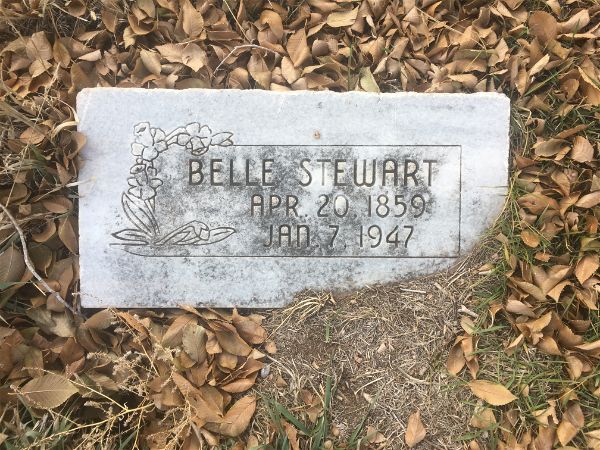 BELLE STEWART
APR. 20, 1859
JAN. 7, 1947